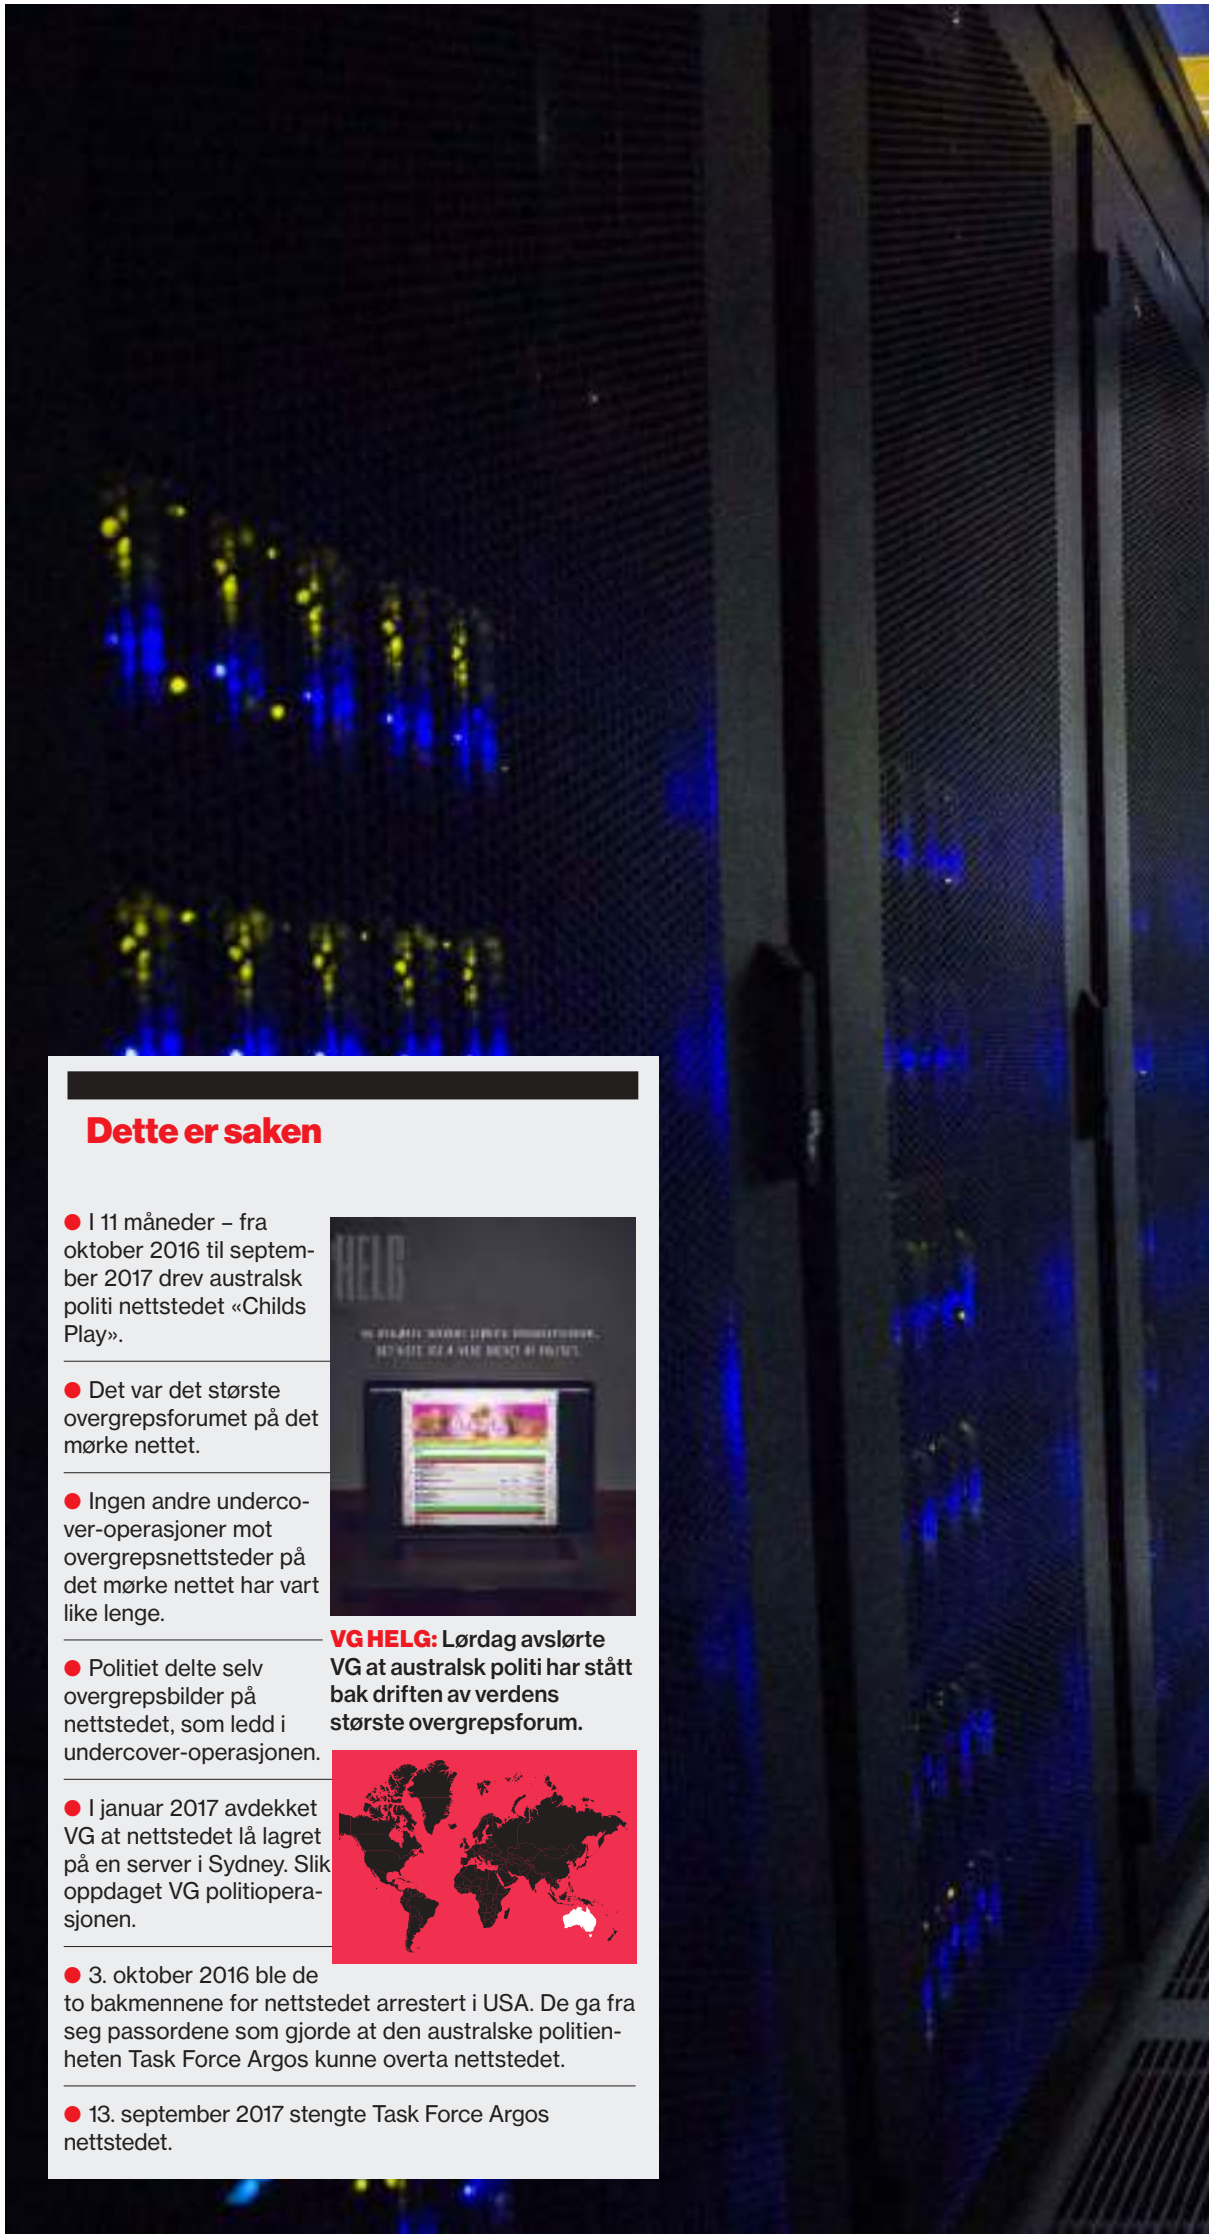 Dette er saken
● I 11 måneder – fra
oktober 2016 til septem-
ber 2017 drev australsk
politi nettstedet «Childs
Play».
● Det var det største
overgrepsforumet på det
mørke nettet.
● Ingen andre underco-
ver-operasjoner mot
overgrepsnettsteder på
det mørke nettet har vart
like lenge.
● Politiet delte selv
overgrepsbilder på
nettstedet, som ledd i
undercover-operasjonen.
● I januar 2017 avdekket
VG at nettstedet lå lagret
på en server i Sydney. Slik
oppdaget VG politiopera-
sjonen.
● 3. oktober 2016 ble de
to bakmennene for nettstedet arrestert i USA. De ga fra
seg passordene som gjorde at den australske politien-
heten Task Force Argos kunne overta nettstedet.
● 13. september 2017 stengte Task Force Argos
nettstedet.
HELG
VG HELG: Lørdag avslørte
VG at australsk politi har stått
bak driften av verdens
største overgrepsforum.